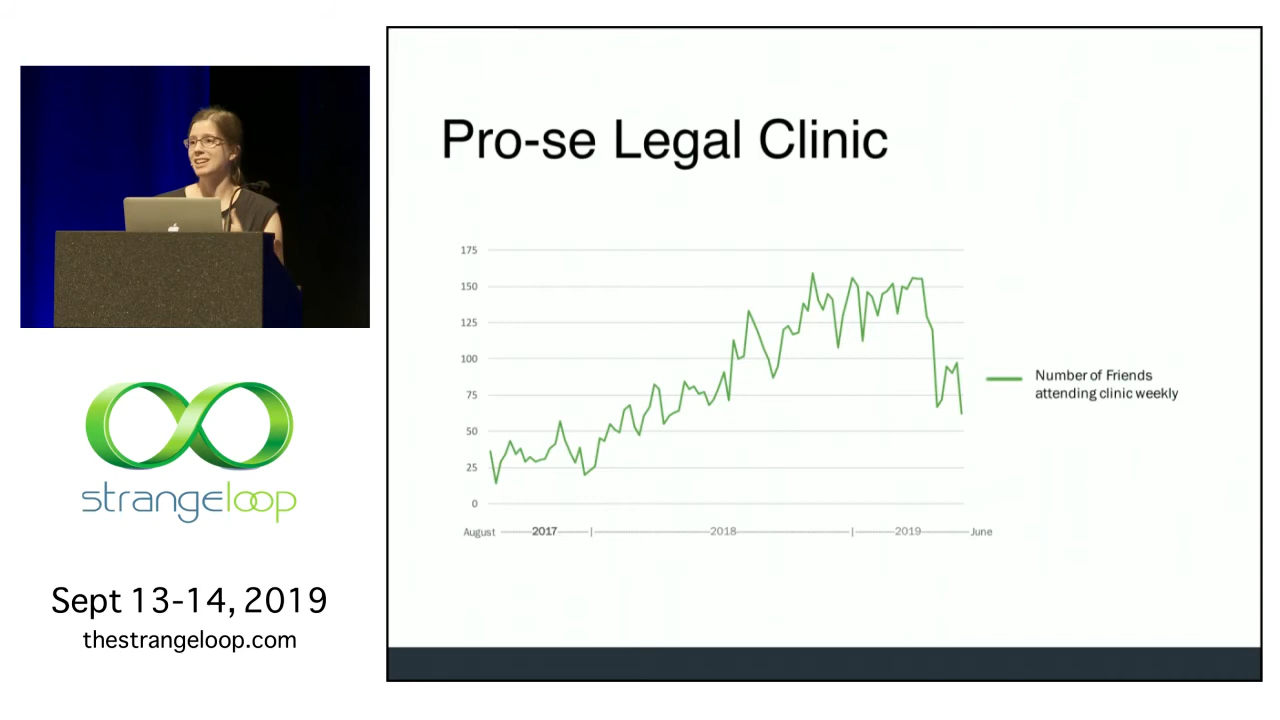 Pro-se Legal Clinic
175
150
125
100
75
50
25
0
August
2017
2018
2019
June
Number of Friends
attending clinic weekly
strangeloop
Sept 13-14, 2019
thestrangeloop.com